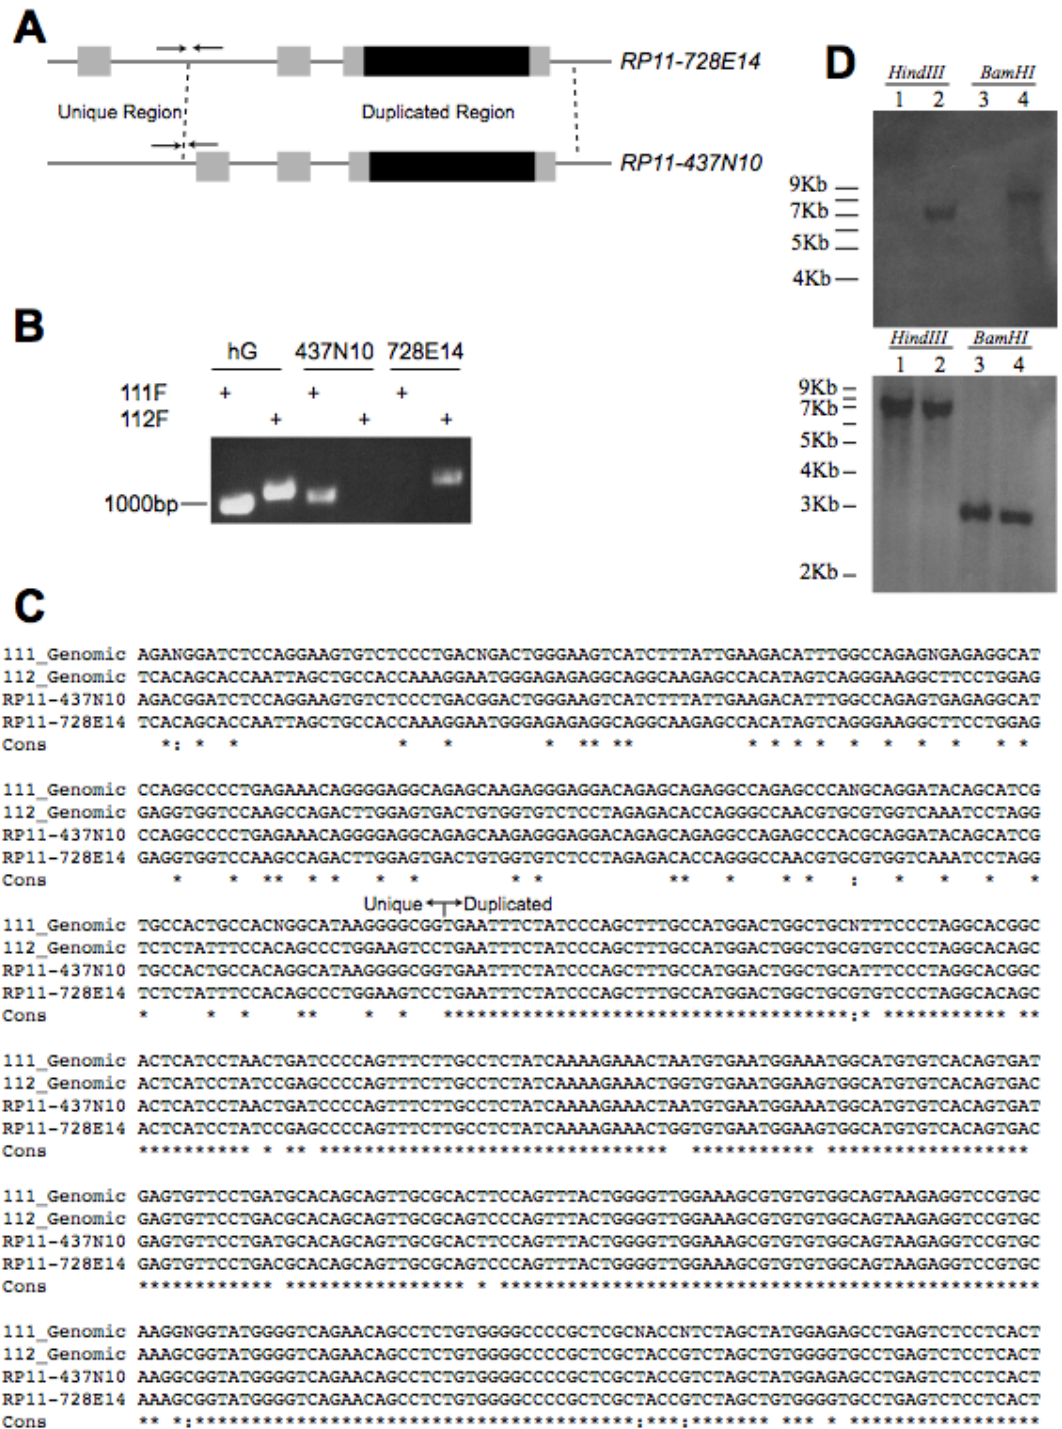 A
RP11-728E14
Unique Region
Duplicated Region
RP11-437N10
B
hG 437N10 728E14
111F + + +
112F + + +
1000bp
D
HindIII BamHI
1 2 3 4
9Kb
7Kb
5Kb
4Kb
HindIII BamHI
1 2 3 4
9Kb
7Kb
5Kb
4Kb
3Kb
2Kb
C
111_Genomic AGANGGATCTCCAGGAAGTGTCTCCCTGACNGACTGGGAAGTCATCTTTATTGAAGACATTTGGCCAGAGNGAGAGGCAT
112_Genomic TCACAGCACCAATTAGCTGCCACCAAAGGAATGGGAGAGAGGCAGGCAAGAGCCACATAGTCAGGGAAGGCTTCCTGGAG
RP11-437N10 AGACGGATCTCCAGGAAGTGTCTCCCTGACGGACTGGGAAGTCATCTTTATTGAAGACATTTGGCCAGAGTGAGAGGCAT
RP11-728E14 TCACAGCACCAATTAGCTGCCACCAAAGGAATGGGAGAGAGGCAGGCAAGAGCCACATAGTCAGGGAAGGCTTCCTGGAG
Cons *: * * * * * ** ** * * * * * * * * * *
111_Genomic CCAGGCCCCTGAGAAACAGGGGAGGCAGAGCAAGAGGGAGGACAGAGCAGAGGCCAGAGCCCANGCAGGATACAGCATCG
112_Genomic GAGGTGGTCCAAGCCAGACTTGGAGTGACTGTGGTGTCTCCTAGAGACACCAGGGCCAACGTGCGTGGTCAAATCCTAGG
RP11-437N10 CCAGGCCCCTGAGAAACAGGGGAGGCAGAGCAAGAGGGAGGACAGAGCAGAGGCCAGAGCCCACGCAGGATACAGCATCG
RP11-728E14 GAGGTGGTCCAAGCCAGACTTGGAGTGACTGTGGTGTCTCCTAGAGACACCAGGGCCAACGTGCGTGGTCAAATCCTAGG
Cons * * ** * * * * * * ** * * * : * * * *
Unique Duplicated
111_Genomic TGCCACTGCCACNGGCATAAGGGGCGGTGAATTTCTATCCCAGCTTTGCCATGGACTGGCTGCNTTTCCCTAGGCACGGC
112_Genomic TCTCTATTTCCACAGCCCTGGAAGTCCTGAATTTCTATCCCAGCTTTGCCATGGACTGGCTGCGTGTCCCTAGGCACAGC
RP11-437N10 TGCCACTGCCACAGGCATAAGGGGCGGTGAATTTCTATCCCAGCTTTGCCATGGACTGGCTGCATTTCCCTAGGCACGGC
RP11-728E14 TCTCTATTTCCACAGCCCTGGAAGTCCTGAATTTCTATCCCAGCTTTGCCATGGACTGGCTGCGTGTCCCTAGGCACAGC
Cons * * * ** * * ************************************:* *********** **
111_Genomic ACTCATCCTAACTGATCCCCAGTTTCTTGCCTCTATCAAAAGAAACTAATGTGAATGGAAATGGCATGTGTCACAGTGAT
112_Genomic ACTCATCCTATCCGAGCCCCAGTTTCTTGCCTCTATCAAAAGAAACTGGTGTGAATGGAAGTGGCATGTGTCACAGTGAC
RP11-437N10 ACTCATCCTAACTGATCCCCAGTTTCTTGCCTCTATCAAAAGAAACTAATGTGAATGGAAATGGCATGTGTCACAGTGAT
RP11-728E14 ACTCATCCTATCCGAGCCCCAGTTTCTTGCCTCTATCAAAAGAAACTGGTGTGAATGGAAGTGGCATGTGTCACAGTGAC
Cons ********** * ** ******************************* *********** ******************
111_Genomic GAGTGTTCCTGATGCACAGCAGTTGCGCACTTCCAGTTTACTGGGGTTGGAAAGCGTGTGTGGCAGTAAGAGGTCCGTGC
112_Genomic GAGTGTTCCTGACGCACAGCAGTTGCGCAGTCCCAGTTTACTGGGGTTGGAAAGCGTGTGTGGCAGTAAGAGGTCCGTGC
RP11-437N10 GAGTGTTCCTGATGCACAGCAGTTGCGCACTTCCAGTTTACTGGGGTTGGAAAGCGTGTGTGGCAGTAAGAGGTCCGTGC
RP11-728E14 GAGTGTTCCTGACGCACAGCAGTTGCGCAGTCCCAGTTTACTGGGGTTGGAAAGCGTGTGTGGCAGTAAGAGGTCCGTGC
Cons ************ **************** * ************************************************
111_Genomic AAGGNGGTATGGGGTCAGAACAGCCTCTGTGGGGCCCCGCTCGCNACCNTCTAGCTATGGAGAGCCTGAGTCTCCTCACT
112_Genomic AAAGCGGTATGGGGTCAGAACAGCCTCTGTGGGGCCCCGCTCGCTACCGTCTAGCTGTGGGGTGCCTGAGTCTCCTCACT
RP11-437N10 AAGGCGGTATGGGGTCAGAACAGCCTCTGTGGGGCCCCGCTCGCTACCGTCTAGCTATGGAGAGCCTGAGTCTCCTCACT
RP11-728E14 AAAGCGGTATGGGGTCAGAACAGCCTCTGTGGGGCCCCGCTCGCTACCGTCTAGCTGTGGGGTGCCTGAGTCTCCTCACT
Cons ** *:***************************************:***:******* *** * *****************